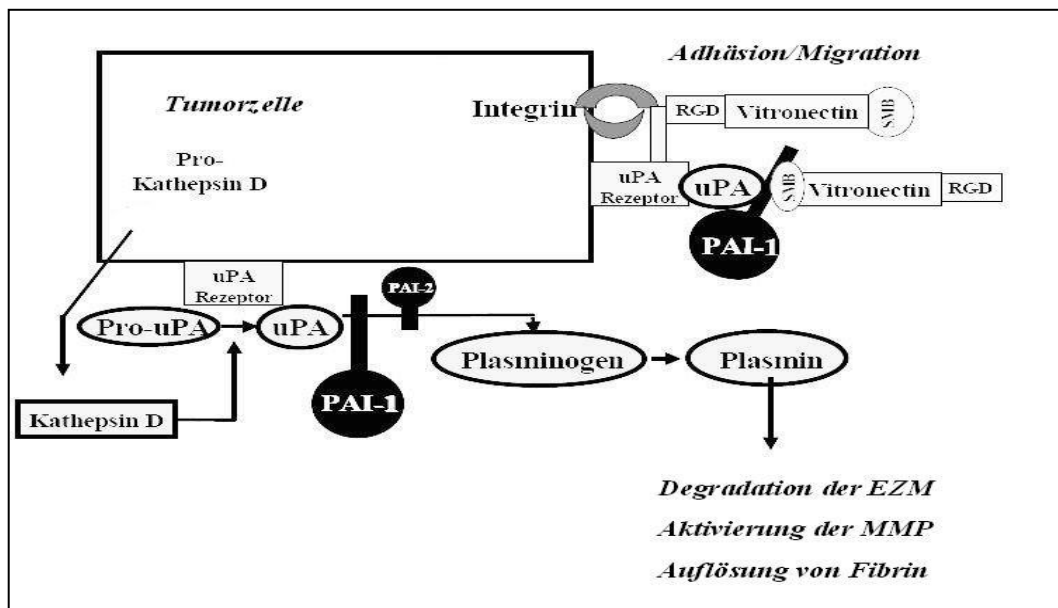 Adhäsion/Migration
Tumorzelle
Integrin
RGD
Vitronectin
SMB
Pro-
Kathepsin D
uPA
Rezeptor
uPA
SMB
Vitronectin
RGD
PAI-1
uPA
Rezeptor
PAI-2
Pro-uPA
uPA
Plasminogen
Plasmin
PAI-1
Kathepsin D
Degradation der EZM
Aktivierung der MMP
Auflösung von Fibrin